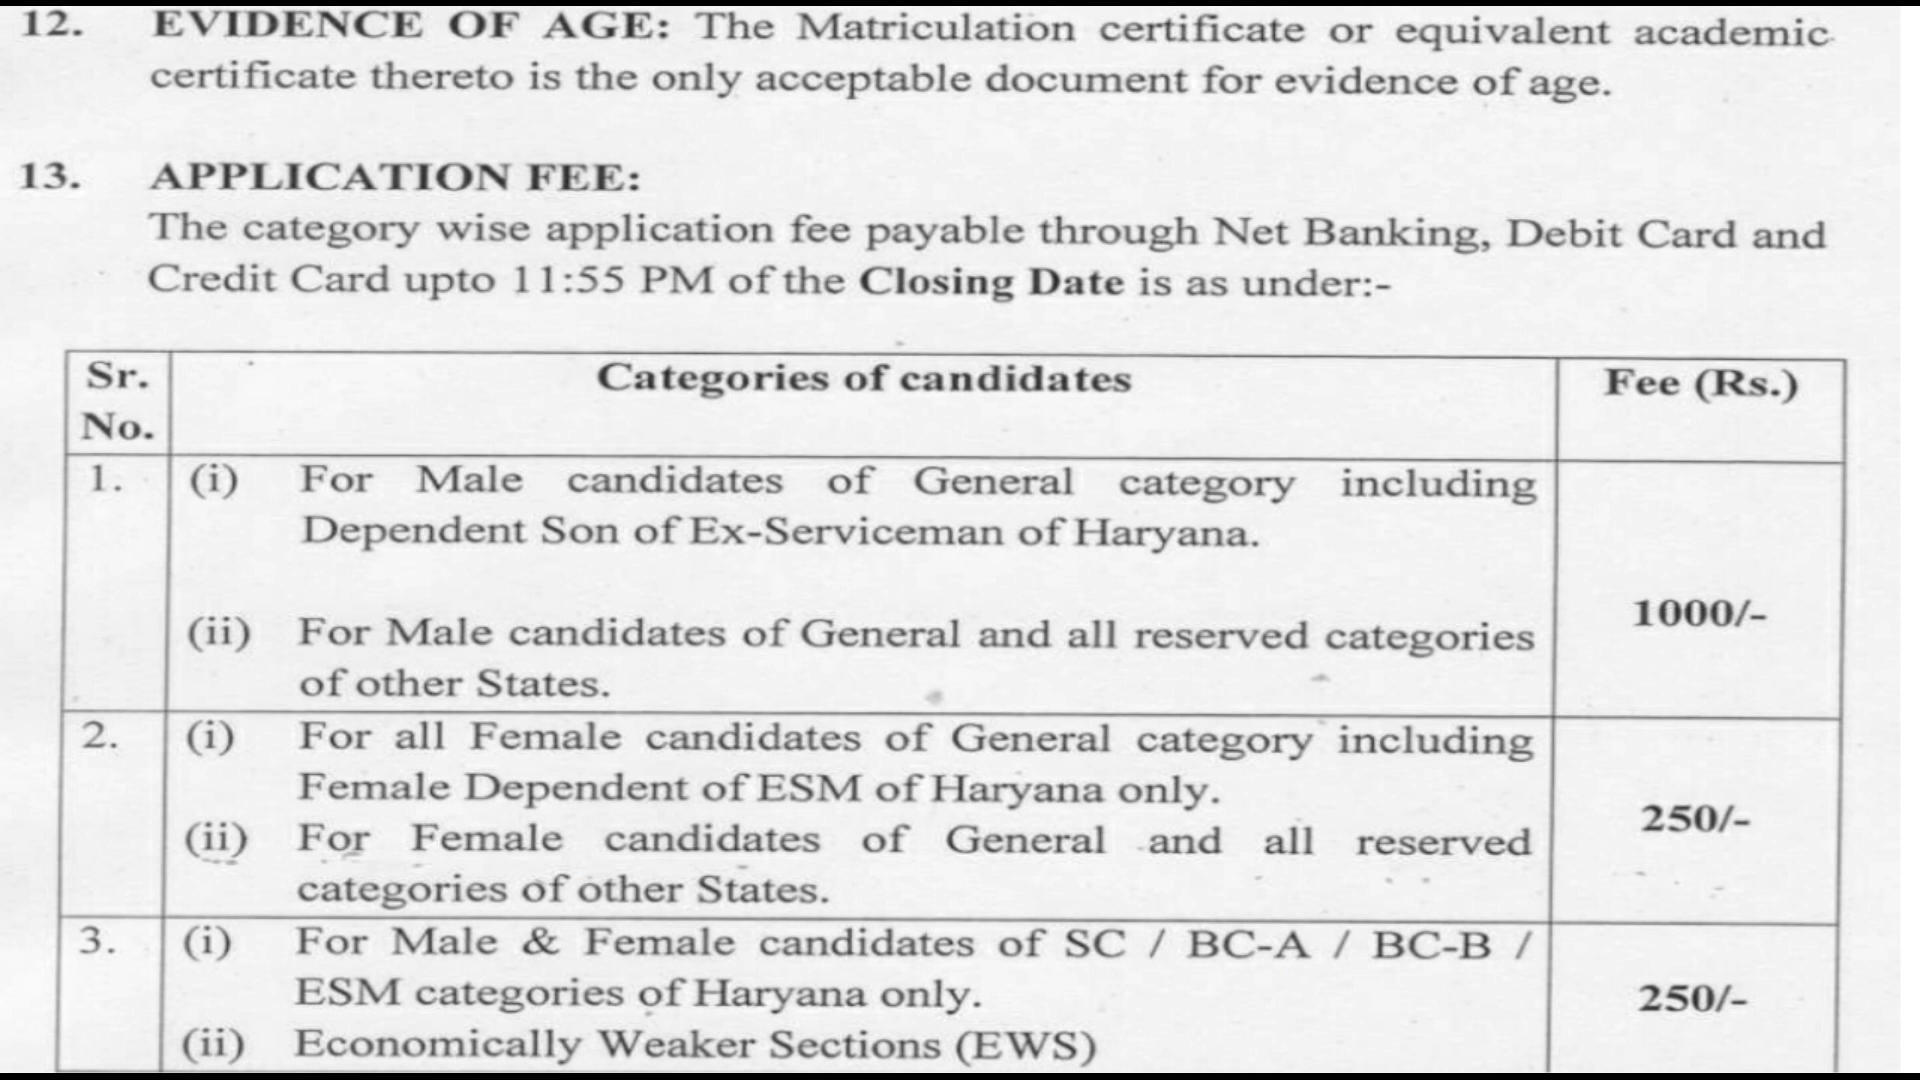 12. EVIDENCE OF AGE: The Matriculation certificate or equivalent academic
certificate thereto is the only acceptable document for evidence of age.
13. APPLICATION FEE:
The category wise application fee payable through Net Banking, Debit Card and
Credit Card upto 11:55 PM of the Closing Date is as under:-
Sr. No. Categories of candidates Fee (Rs.)
1. (i) For Male candidates of General category including
Dependent Son of Ex-Serviceman of Haryana.
1000/-
(ii) For Male candidates of General and all reserved categories
of other States.
2. (i) For all Female candidates of General category including
Female Dependent of ESM of Haryana only.
250/-
(ii) For Female candidates of General and all reserved
categories of other States.
3. (i) For Male & Female candidates of SC / BC-A / BC-B /
ESM categories of Haryana only.
250/-
(ii) Economically Weaker Sections (EWS)